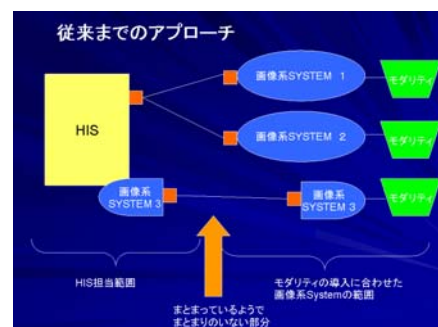 従来までのアプローチ
HIS
画像系SYSTEM 1
モダリティ
画像系SYSTEM 2
モダリティ
画像系
SYSTEM 3
画像系
SYSTEM 3
モダリティ
HIS担当範囲
モダリティの導入に合わせた
画像系Systemの範囲
まとまっているようで
まとまりのいない部分